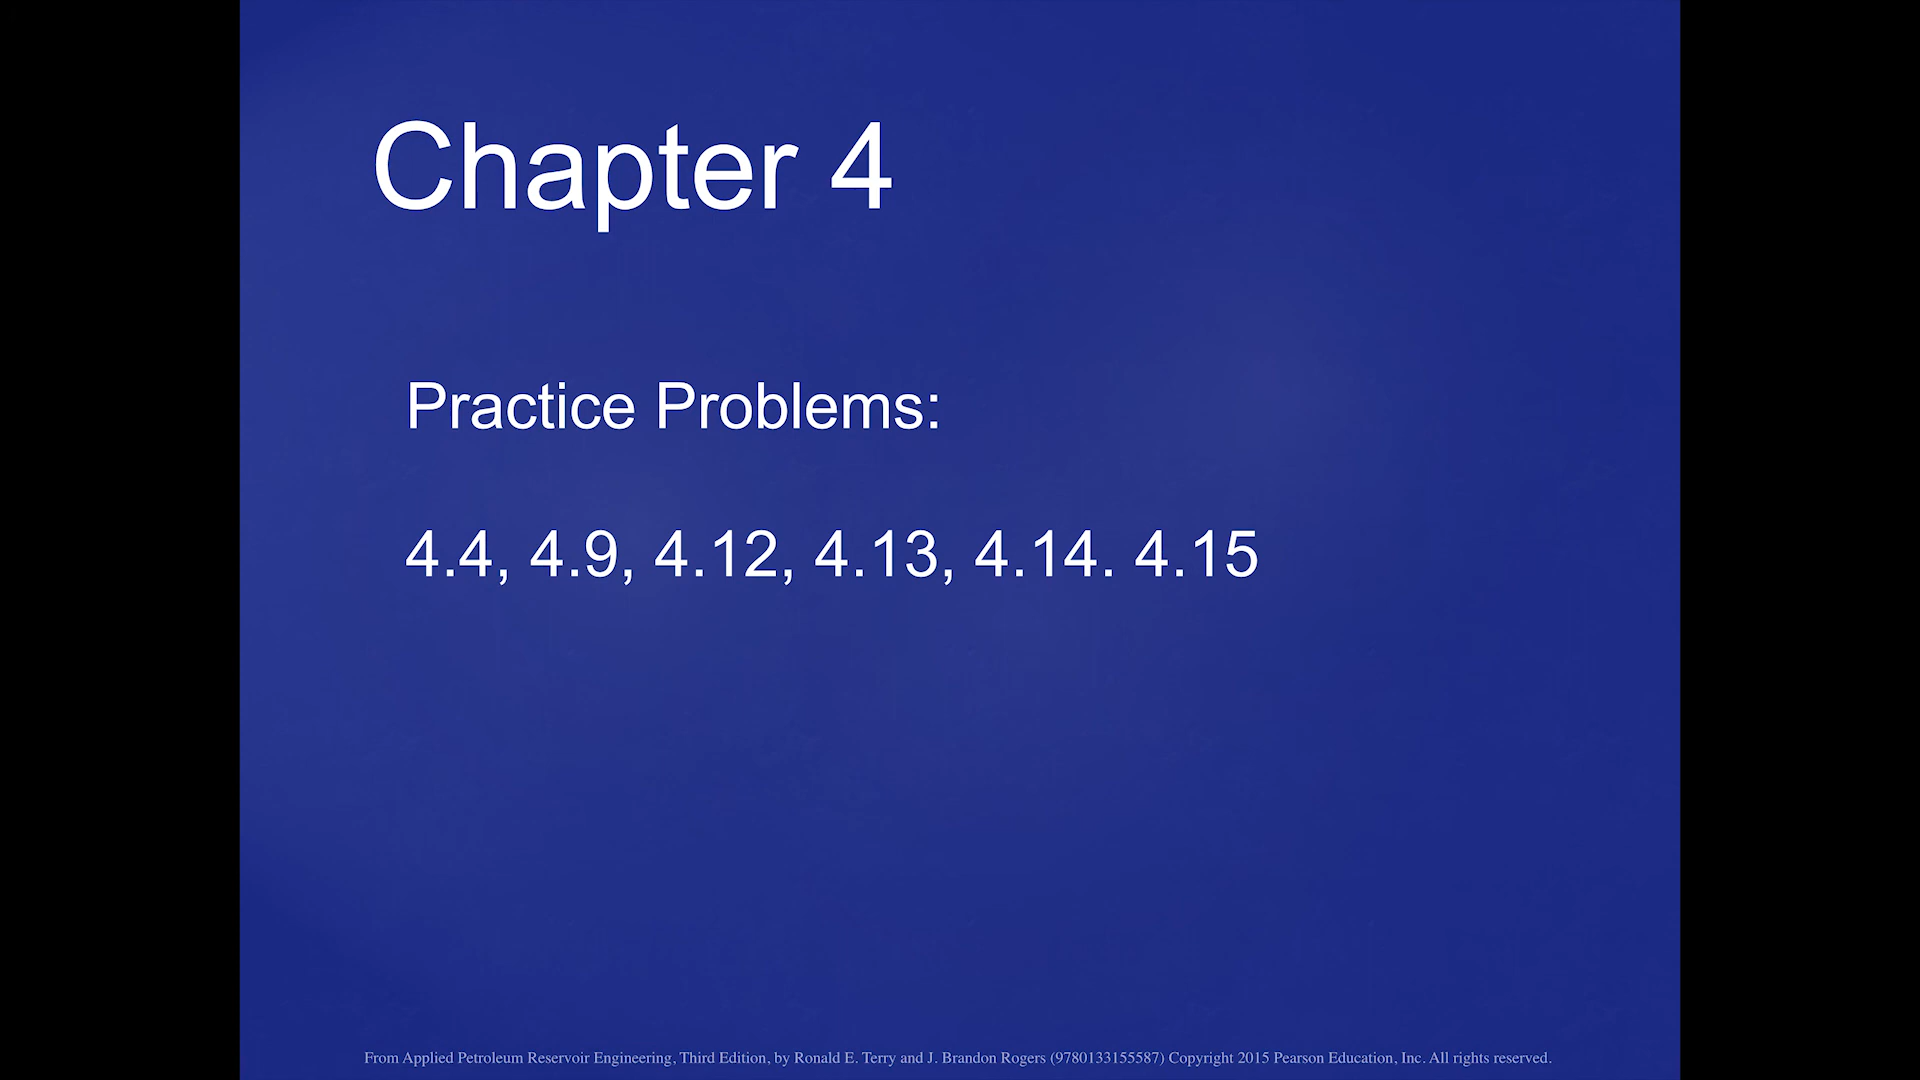 Chapter 4
Practice Problems:
4.4, 4.9, 4.12, 4.13, 4.14. 4.15
From Applied Petroleum Reservoir Engineering, Third Edition, by Ronald E. Terry and J. Brandon Rogers (9780133155587) Copyright 2015 Pearson Education, Inc. All rights reserved.